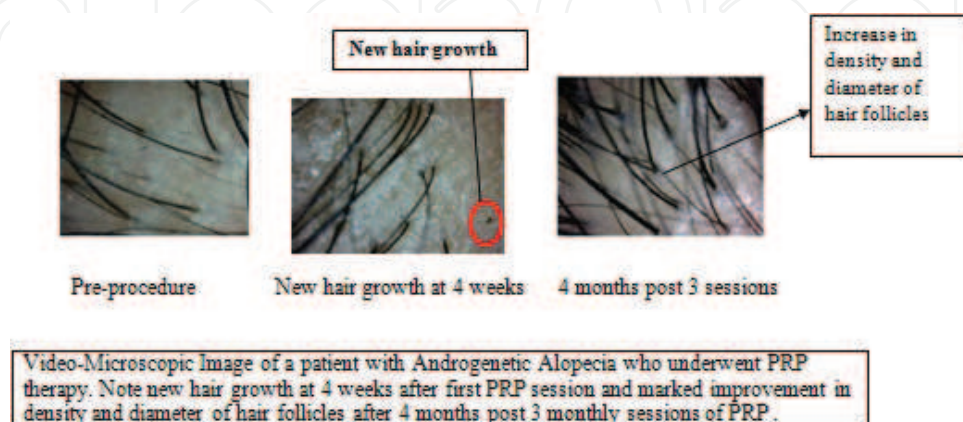 New hair growth
Increase in
density and
diameter of
hair follicles
Pre-procedure
New hair growth at 4 weeks
4 months post 3 sessions
Video-Microscopic Image of a patient with Androgenetic Alopecia who underwent PRP
therapy. Note new hair growth at 4 weeks after first PRP session and marked improvement in
density and diameter of hair follicles after 4 months post 3 monthly sessions of PRP .